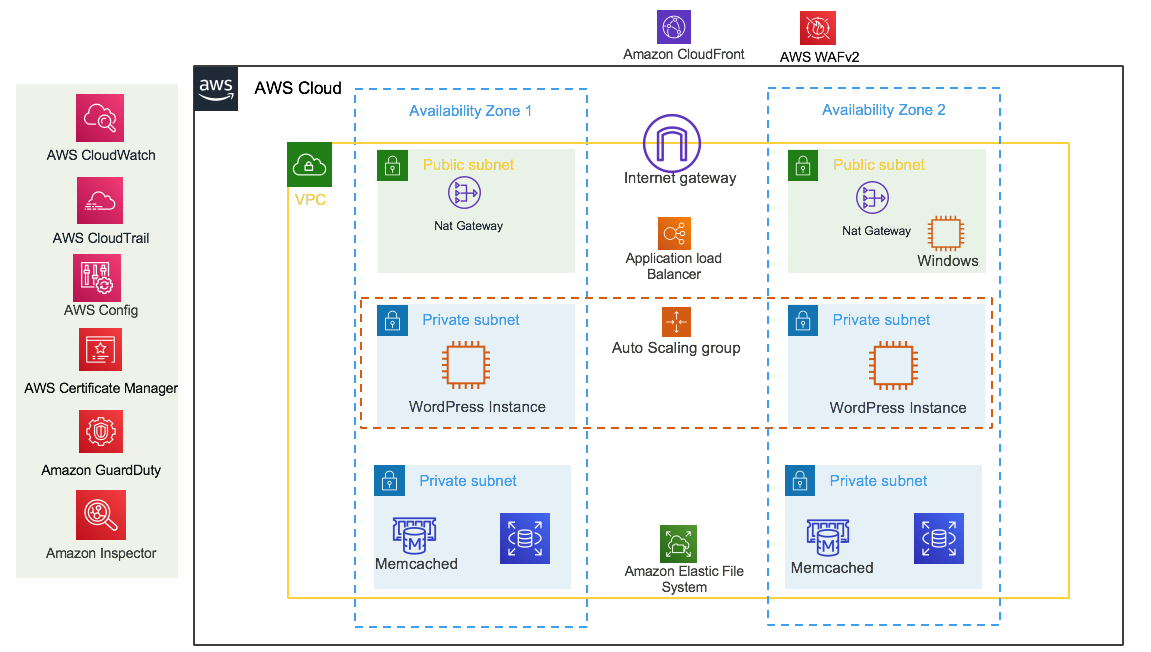 Amazon CloudFront
AWS WAFv2
aws
AWS Cloud
AWS CloudWatch
AWS CloudTrail
AWS Config
AWS Certificate Manager
Amazon GuardDuty
Amazon Inspector
Availability Zone 1
Availability Zone 2
VPC
Public subnet
Nat Gateway
Internet gateway
Public subnet
Nat Gateway
Windows
Application load
Balancer
Private subnet
WordPress Instance
Auto Scaling group
Private subnet
WordPress Instance
Private subnet
M
Memcached
Amazon Elastic File
System
Private subnet
M
Memcached